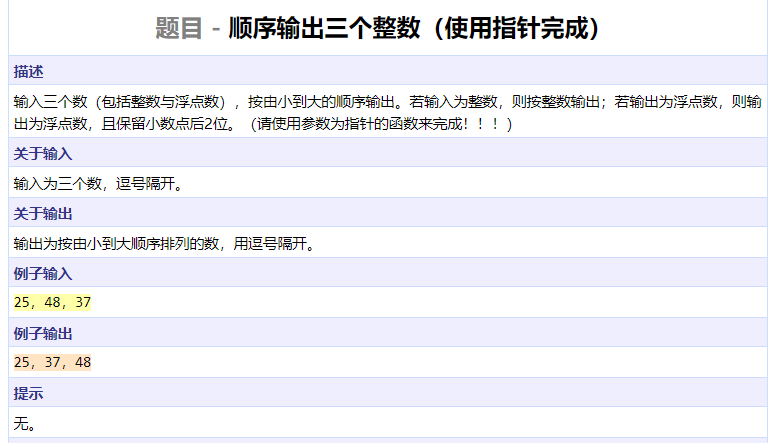 题目 - 顺序输出三个整数（使用指针完成）
描述
输入三个数（包括整数与浮点数），按由小到大的顺序输出。若输入为整数，则按整数输出；若输出为浮点数，则输
出为浮点数，且保留小数点后2位。（请使用参数为指针的函数来完成！！！）
关于输入
输入为三个数，逗号隔开。
关于输出
输出为按由小到大顺序排列的数，用逗号隔开。
例子输入
25，48，37
例子输出
25，37，48
提示
无。